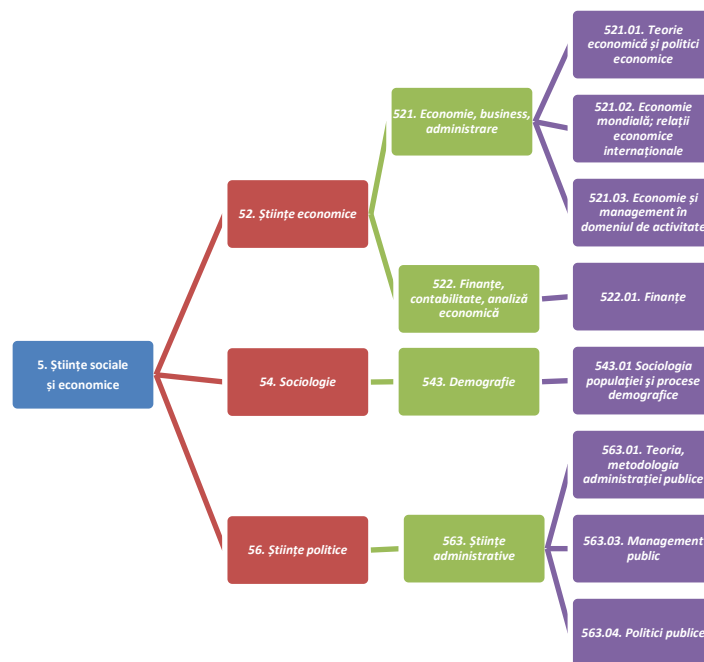 5. Științe sociale
și economice
52. Științe economice
521. Economie, business,
administrare
521.01. Teorie
economică și politici
economice
521.02. Economie
mondială; relații
economice
internaționale
521.03. Economie și
management în
domeniul de activitate
522. Finanțe,
contabilitate, analiză
economică
522.01. Finanțe
54. Sociologie
543. Demografie
543.01 Sociologia
populaţiei şi procese
demografice
56. Științe politice
563. Științe
administrative
563.01. Teoria,
metodologia
administrației publice
563.03. Management
public
563.04. Politici publice